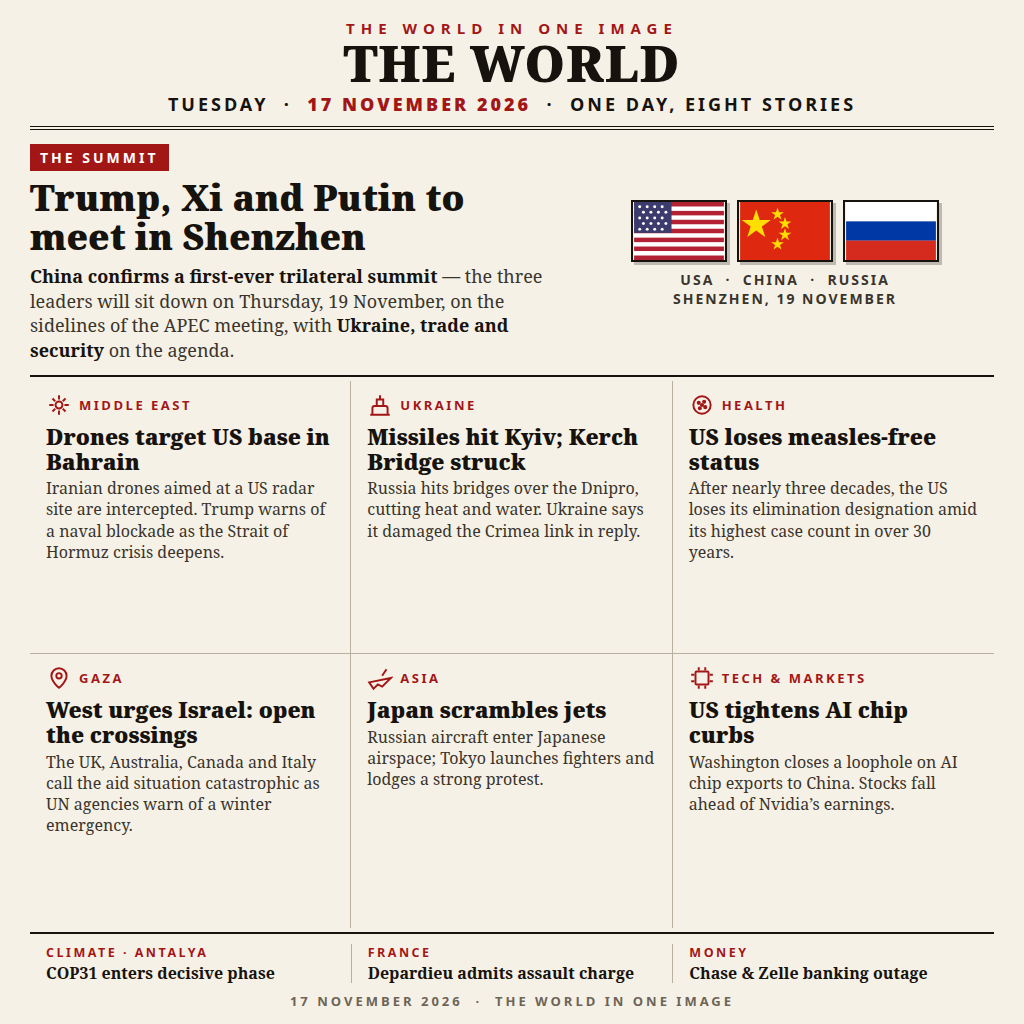 THE WORLD IN ONE IMAGE
THE WORLD
TUESDAY · 17 NOVEMBER 2026 · ONE DAY, EIGHT STORIES
THE SUMMIT
Trump, Xi and Putin to
meet in Shenzhen
China confirms a first-ever trilateral summit — the three
leaders will sit down on Thursday, 19 November, on the
sidelines of the APEC meeting, with Ukraine, trade and
security on the agenda.
USA · CHINA · RUSSIA
SHENZHEN, 19 NOVEMBER
MIDDLE EAST
Drones target US base in
Bahrain
Iranian drones aimed at a US radar
site are intercepted. Trump warns of
a naval blockade as the Strait of
Hormuz crisis deepens.
UKRAINE
Missiles hit Kyiv; Kerch
Bridge struck
Russia hits bridges over the Dnipro,
cutting heat and water. Ukraine says
it damaged the Crimea link in reply.
HEALTH
US loses measles-free
status
After nearly three decades, the US
loses its elimination designation amid
its highest case count in over 30
years.
GAZA
West urges Israel: open
the crossings
The UK, Australia, Canada and Italy
call the aid situation catastrophic as
UN agencies warn of a winter
emergency.
ASIA
Japan scrambles jets
Russian aircraft enter Japanese
airspace; Tokyo launches fighters and
lodges a strong protest.
TECH & MARKETS
US tightens AI chip
curbs
Washington closes a loophole on AI
chip exports to China. Stocks fall
ahead of Nvidia’s earnings.
CLIMATE · ANTALYA
COP31 enters decisive phase
FRANCE
Depardieu admits assault charge
MONEY
Chase & Zelle banking outage
17 NOVEMBER 2026 · THE WORLD IN ONE IMAGE